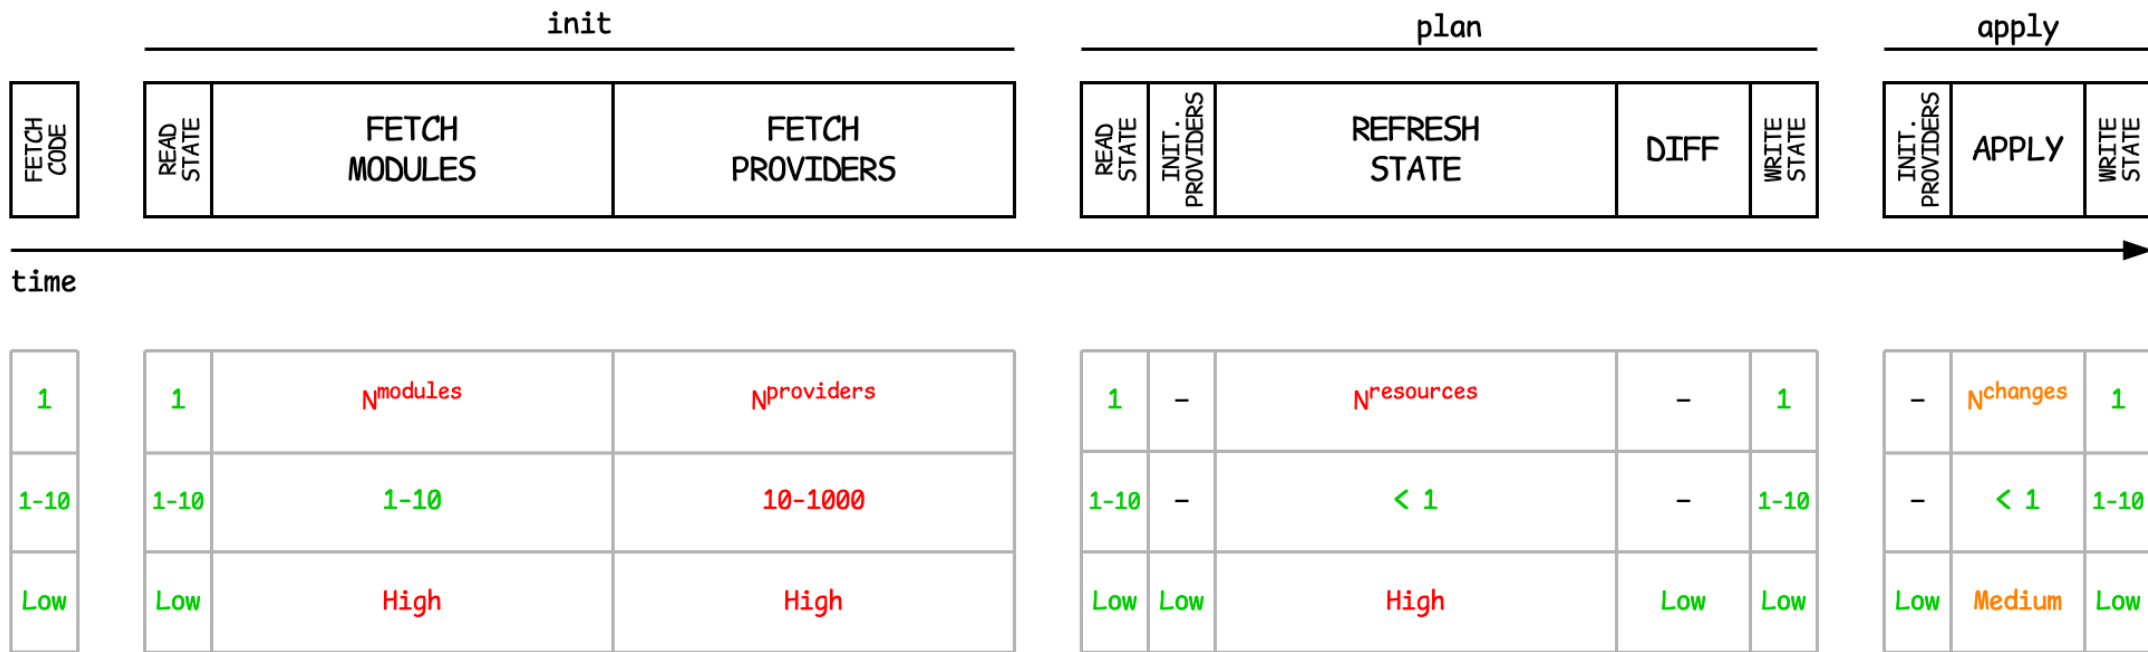 init
plan
apply
FETCH
CODE
READ
STATE
FETCH
MODULES
FETCH
PROVIDERS
READ
STATE
INIT.
PROVIDERS
REFRESH
STATE
DIFF
WRITE
STATE
INIT.
PROVIDERS
APPLY
WRITE
STATE
time
1
1
Nmodules
Nproviders
1
-
Nresources
-
1
-
Nchanges
1
1-10
1-10
1-10
10-1000
1-10
-
< 1
-
1-10
-
< 1
1-10
Low
Low
High
High
Low
Low
High
Low
Low
Low
Medium
Low